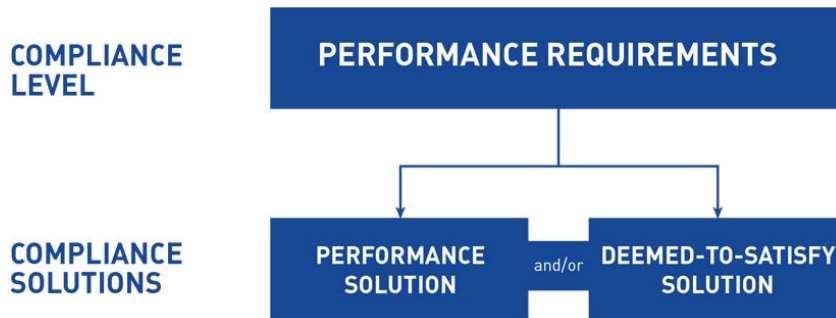 COMPLIANCE
LEVEL
PERFORMANCE REQUIREMENTS
COMPLIANCE
SOLUTIONS
PERFORMANCE
SOLUTION
and/or
DEEMED-TO-SATISFY
SOLUTION